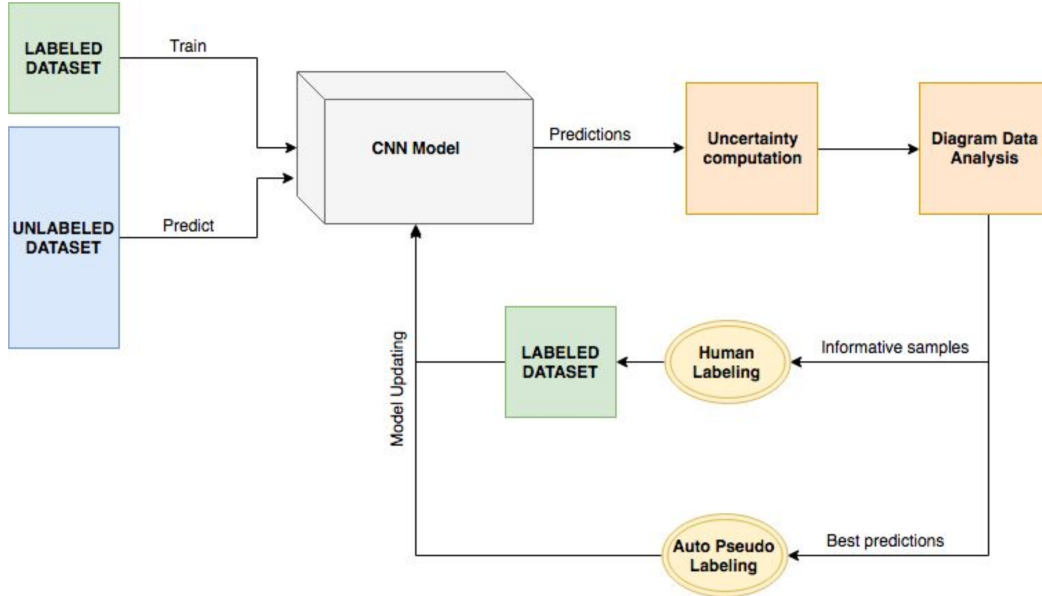 LABELED
DATASET
Train
UNLABELED
DATASET
Predict
CNN Model
Predictions
Uncertainty
computation
Diagram Data
Analysis
Informative samples
Human
Labeling
LABELED
DATASET
Model Updating
Best predictions
Auto Pseudo
Labeling